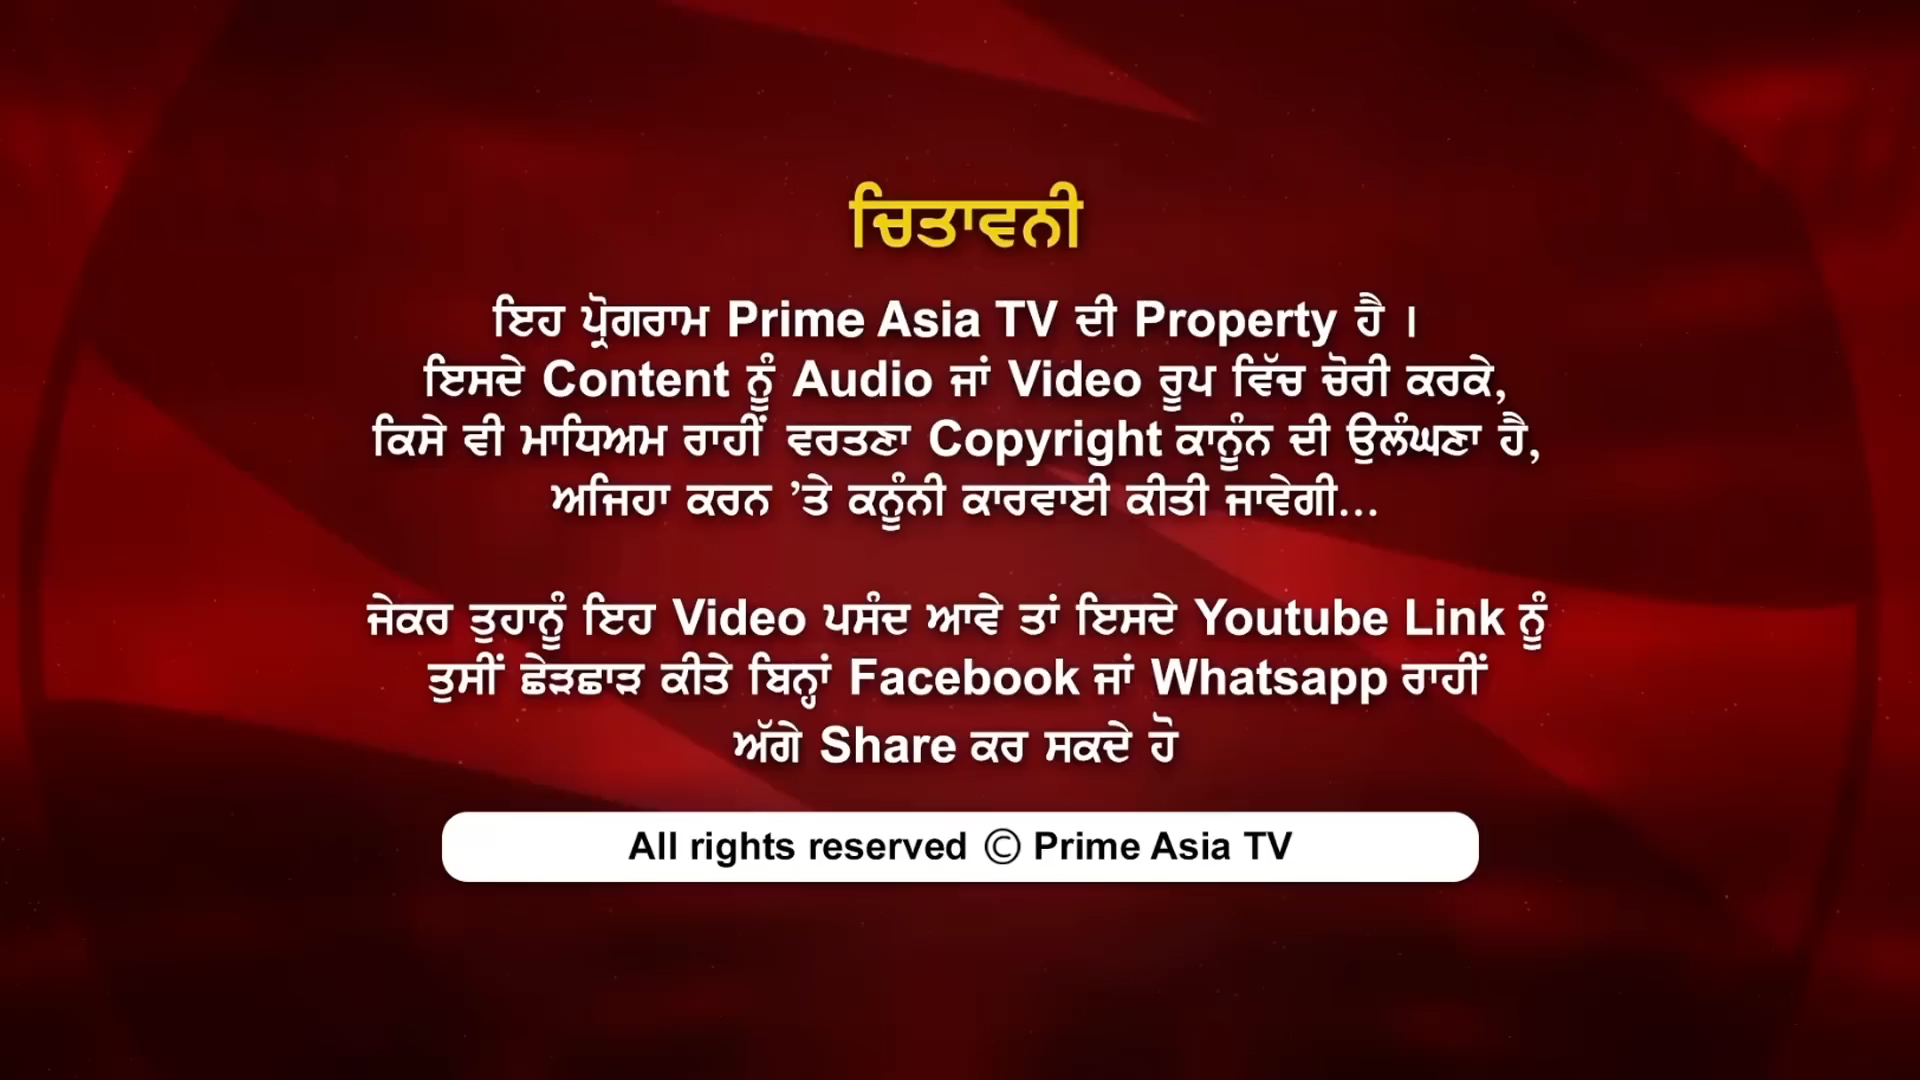 ਚਿਤਾਵਨੀ
ਇਹ ਪ੍ਰੋਗਰਾਮ Prime Asia TV ਦੀ Property ਹੈ ।
ਇਸਦੇ Content ਨੂੰ Audio ਜਾਂ Video ਰੂਪ ਵਿੱਚ ਚੋਰੀ ਕਰਕੇ,
ਕਿਸੇ ਵੀ ਮਾਧਿਅਮ ਰਾਹੀਂ ਵਰਤਣਾ Copyright ਕਾਨੂੰਨ ਦੀ ਉਲੰਘਣਾ ਹੈ,
ਅਜਿਹਾ ਕਰਨ ’ਤੇ ਕਨੂੰਨੀ ਕਾਰਵਾਈ ਕੀਤੀ ਜਾਵੇਗੀ...
ਜੇਕਰ ਤੁਹਾਨੂੰ ਇਹ Video ਪਸੰਦ ਆਵੇ ਤਾਂ ਇਸਦੇ Youtube Link ਨੂੰ
ਤੁਸੀਂ ਛੇੜਛਾੜ ਕੀਤੇ ਬਿਨ੍ਹਾਂ Facebook ਜਾਂ Whatsapp ਰਾਹੀਂ
ਅੱਗੇ Share ਕਰ ਸਕਦੇ ਹੋ
All rights reserved © Prime Asia TV